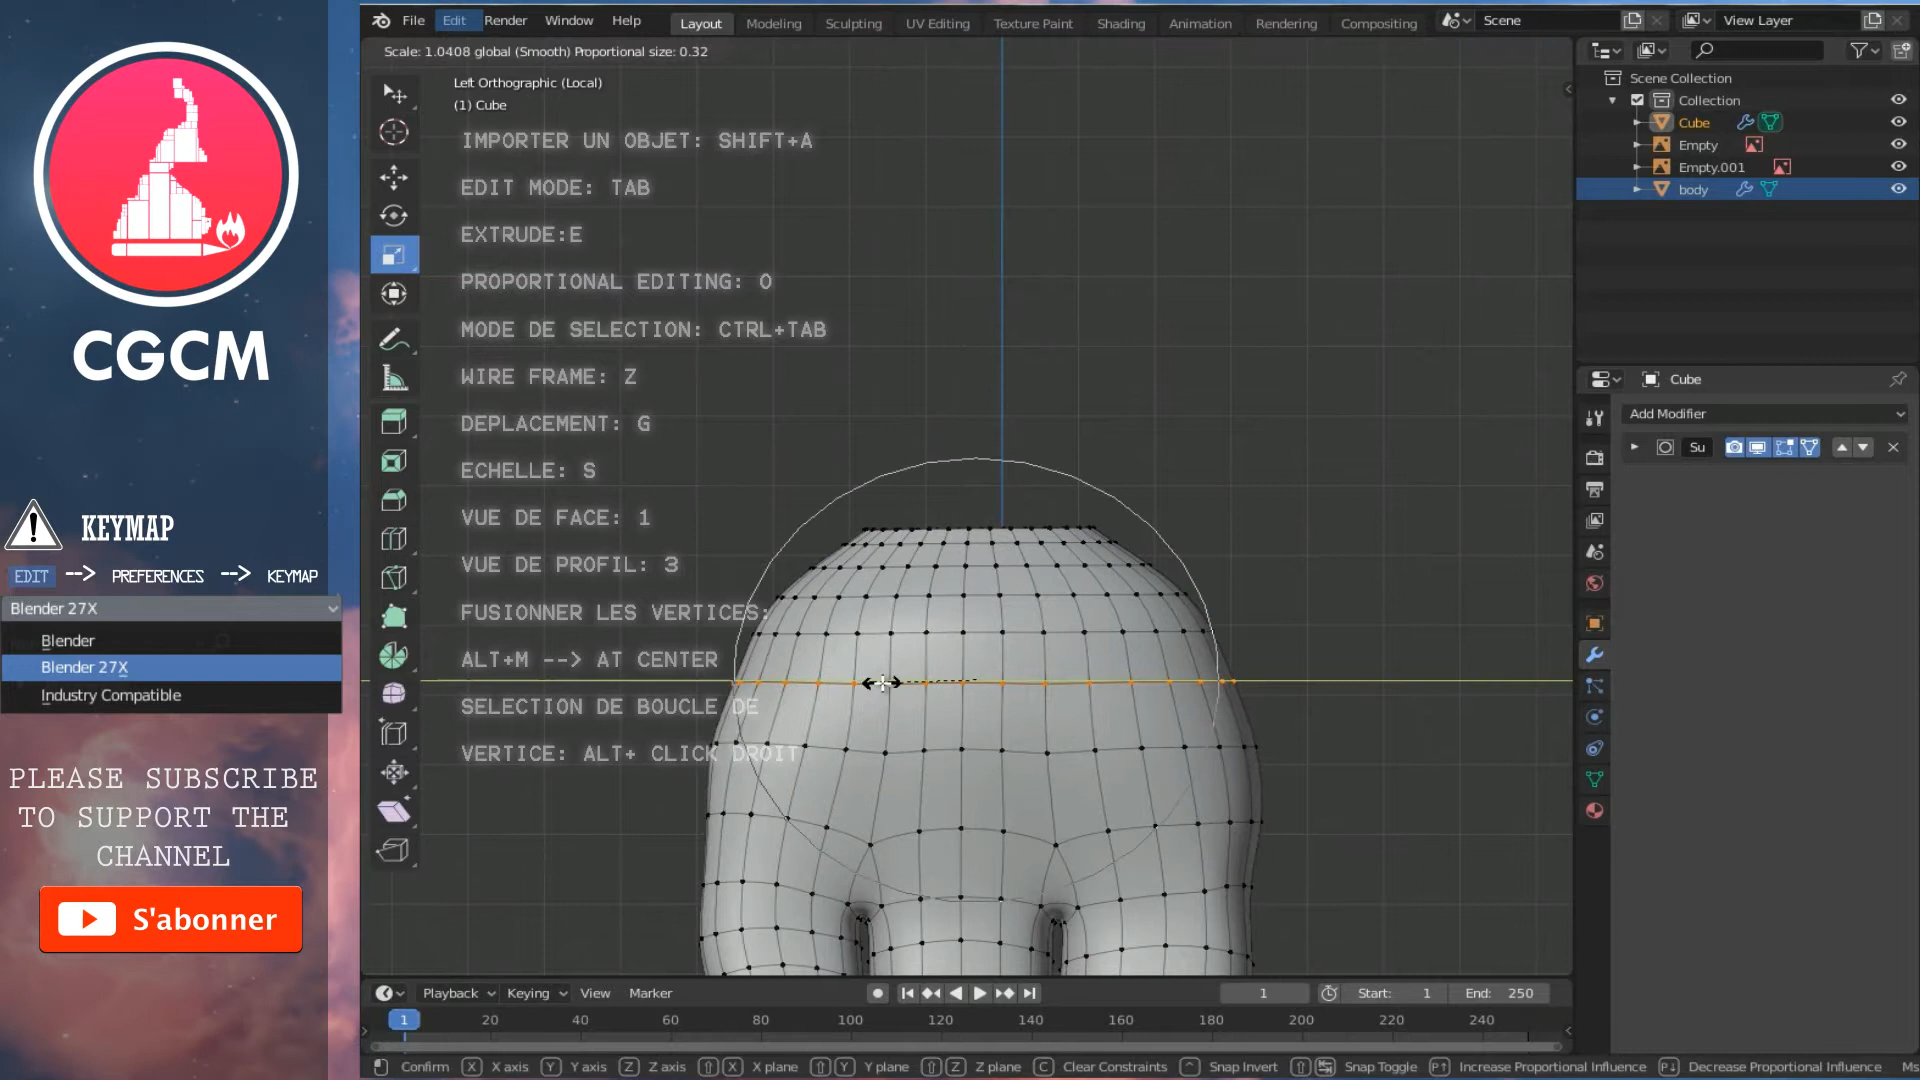 File Edit Render Window Help Layout Modeling Sculpting UV Editing Texture Paint Shading Animation Rendering Compositing Scene View Layer
Scale: 1.0408 global (Smooth) Proportional size: 0.32
Left Orthographic (Local)
(1) Cube
IMPORTER UN OBJET: SHIFT+A
EDIT MODE: TAB
EXTRUDE:E
PROPORTIONAL EDITING: O
MODE DE SELECTION: CTRL+TAB
WIRE FRAME: Z
DEPLACEMENT: G
ECHELLE: S
VUE DE FACE: 1
VUE DE PROFIL: 3
FUSIONNER LES VERTICES:
ALT+M --> AT CENTER
SELECTION DE BOUCLE DE
VERTICE: ALT+ CLICK DROIT
CGCM
KEYMAP
EDIT --> PREFERENCES --> KEYMAP
Blender 27X
Blender
Blender 27X
Industry Compatible
PLEASE SUBSCRIBE
TO SUPPORT THE
CHANNEL
S'abonner
Scene Collection
Collection
Cube
Empty
Empty.001
body
Cube
Add Modifier
Su
Playback Keying View Marker 1 Start: 1 End: 250
1 20 40 60 80 100 120 140 160 180 200 220 240
Confirm X X axis Y Y axis Z Z axis X X plane Y Y plane Z Z plane C Clear Constraints Snap Invert Snap Toggle Increase Proportional Influence Decrease Proportional Influence Ms